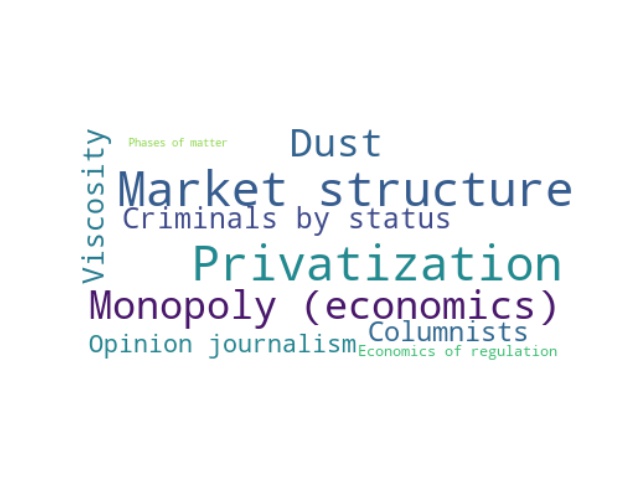 Phases of matter
Dust
Viscosity
Market structure
Criminals by status
Privatization
Monopoly (economics)
Columnists
Opinion journalism
Economics of regulation